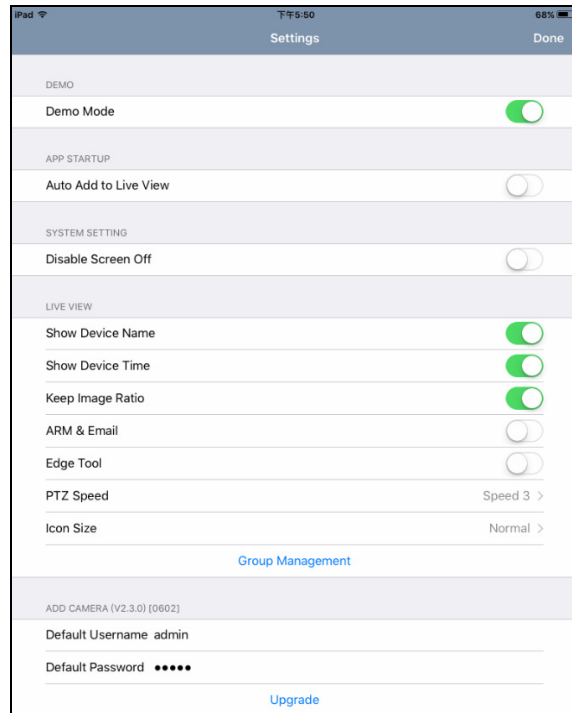 iPad 下午5:50 68%
Settings Done
DEMO
Demo Mode
APP STARTUP
Auto Add to Live View
SYSTEM SETTING
Disable Screen Off
LIVE VIEW
Show Device Name
Show Device Time
Keep Image Ratio
ARM & Email
Edge Tool
PTZ Speed Speed 3 >
Icon Size Normal >
Group Management
ADD CAMERA (V2.3.0) [0602]
Default Username admin
Default Password •••••
Upgrade